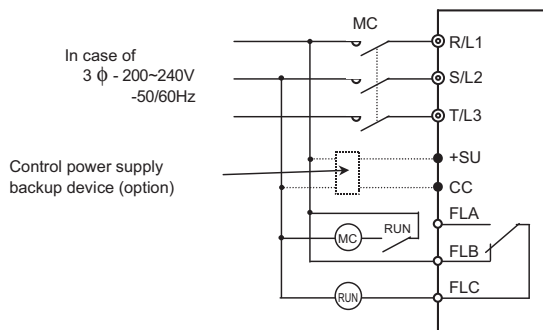 MC
In case of
3 ϕ - 200~240V
-50/60Hz
R/L1
S/L2
T/L3
Control power supply
backup device (option)
+SU
CC
FLA
MC
RUN
FLB
RUN
FLC